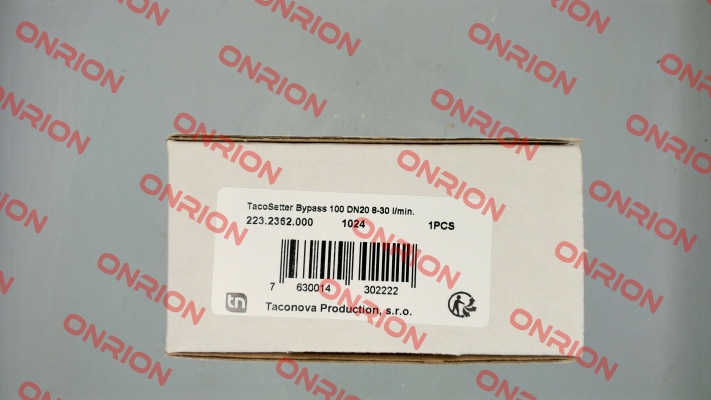 TacoSetter Bypass 100 DN20 8-30 l/min.
223.2362.000 1024 1PCS
7 630014 302222
tn Taconova Production, s.r.o.
ONRION